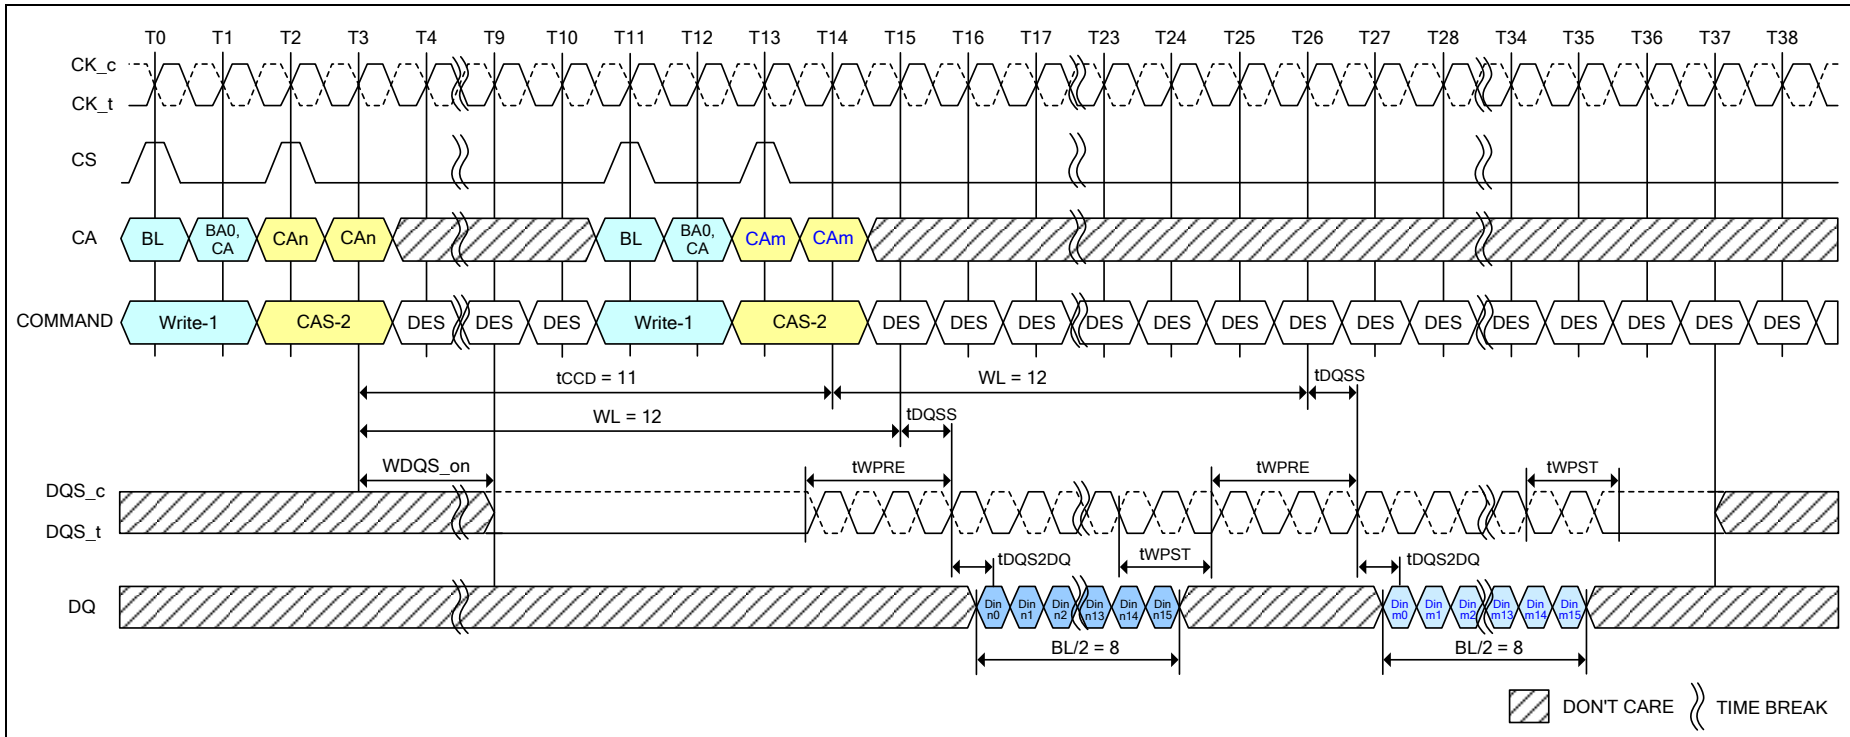 T0 T1 T2 T3 T4 T9 T10 T11 T12 T13 T14 T15 T16 T17 T23 T24 T25 T26 T27 T28 T34 T35 T36 T37 T38
CK_c
CK_t
CS
CA BL BA0, CA CAn CAn BL BA0, CA CAm CAm
COMMAND Write-1 CAS-2 DES DES DES Write-1 CAS-2 DES DES DES DES DES DES DES DES DES DES DES DES DES DES
tCCD = 11 WL = 12 tDQSS
WL = 12 tDQSS
WDQS_on tWPRE tWPRE tWPST
DQS_c
DQS_t
tDQS2DQ tWPST tDQS2DQ
DQ Din n0 Din n1 Din n2 Din n13 Din n14 Din n15 Din m0 Din m1 Din m2 Din m13 Din m14 Din m15
BL/2 = 8 BL/2 = 8
DON'T CARE TIME BREAK